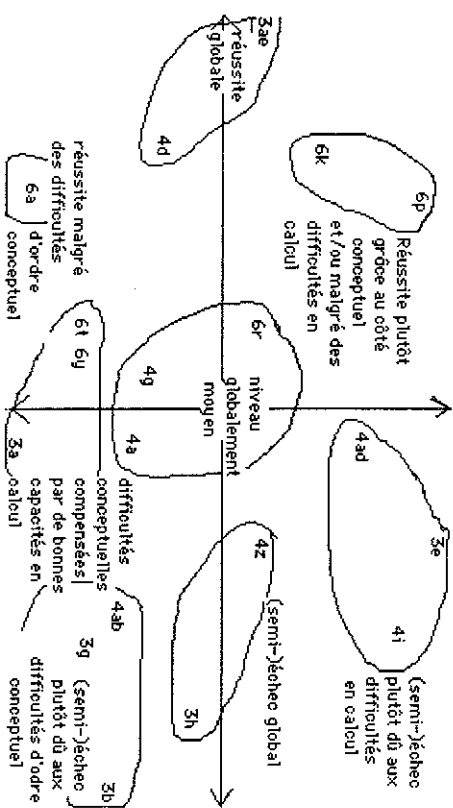 6p
6k
Réussite plutôt
grâce au côté
conceptuel
et/ou malgré des
difficultés en
calcul
3e
4i
4ad
(semi-)échec
plutôt dû aux
difficultés
en calcul
3ae
réussite
globale
4d
6r
niveau
globalement
moyen
4g
4a
(semi-)échec global
4z
3h
réussite malgré
des difficultés
6a
d'ordre
conceptuel
6t 6y
3a
difficultés
conceptuelles
compensées
par de bonnes
capacités en
calcul
4ab
3g
3b
(semi-)échec
plutôt dû aux
difficultés d'odre
conceptuel